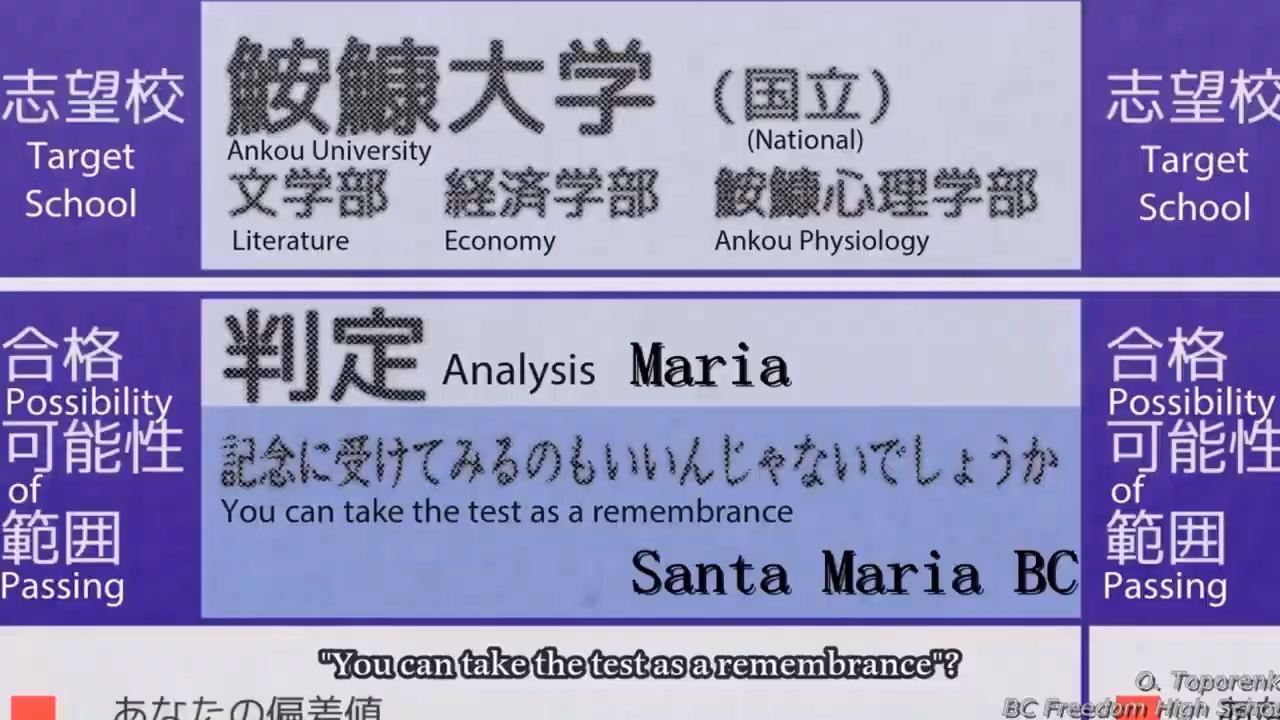 志望校
Target
School
鮟鱇大学 (国立)
Ankou University (National)
文学部 経済学部 鮟鱇心理学部
Literature Economy Ankou Physiology
志望校
Target
School
合格
Possibility
可能性
of
範囲
Passing
判定 Analysis Maria
記念に受けてみるのもいいんじゃないでしょうか
You can take the test as a remembrance
Santa Maria BC
合格
Possibility
可能性
of
範囲
Passing
"You can take the test as a remembrance"?
あなたの偏差値
O. Toporenk
BC Freedom High Schoo